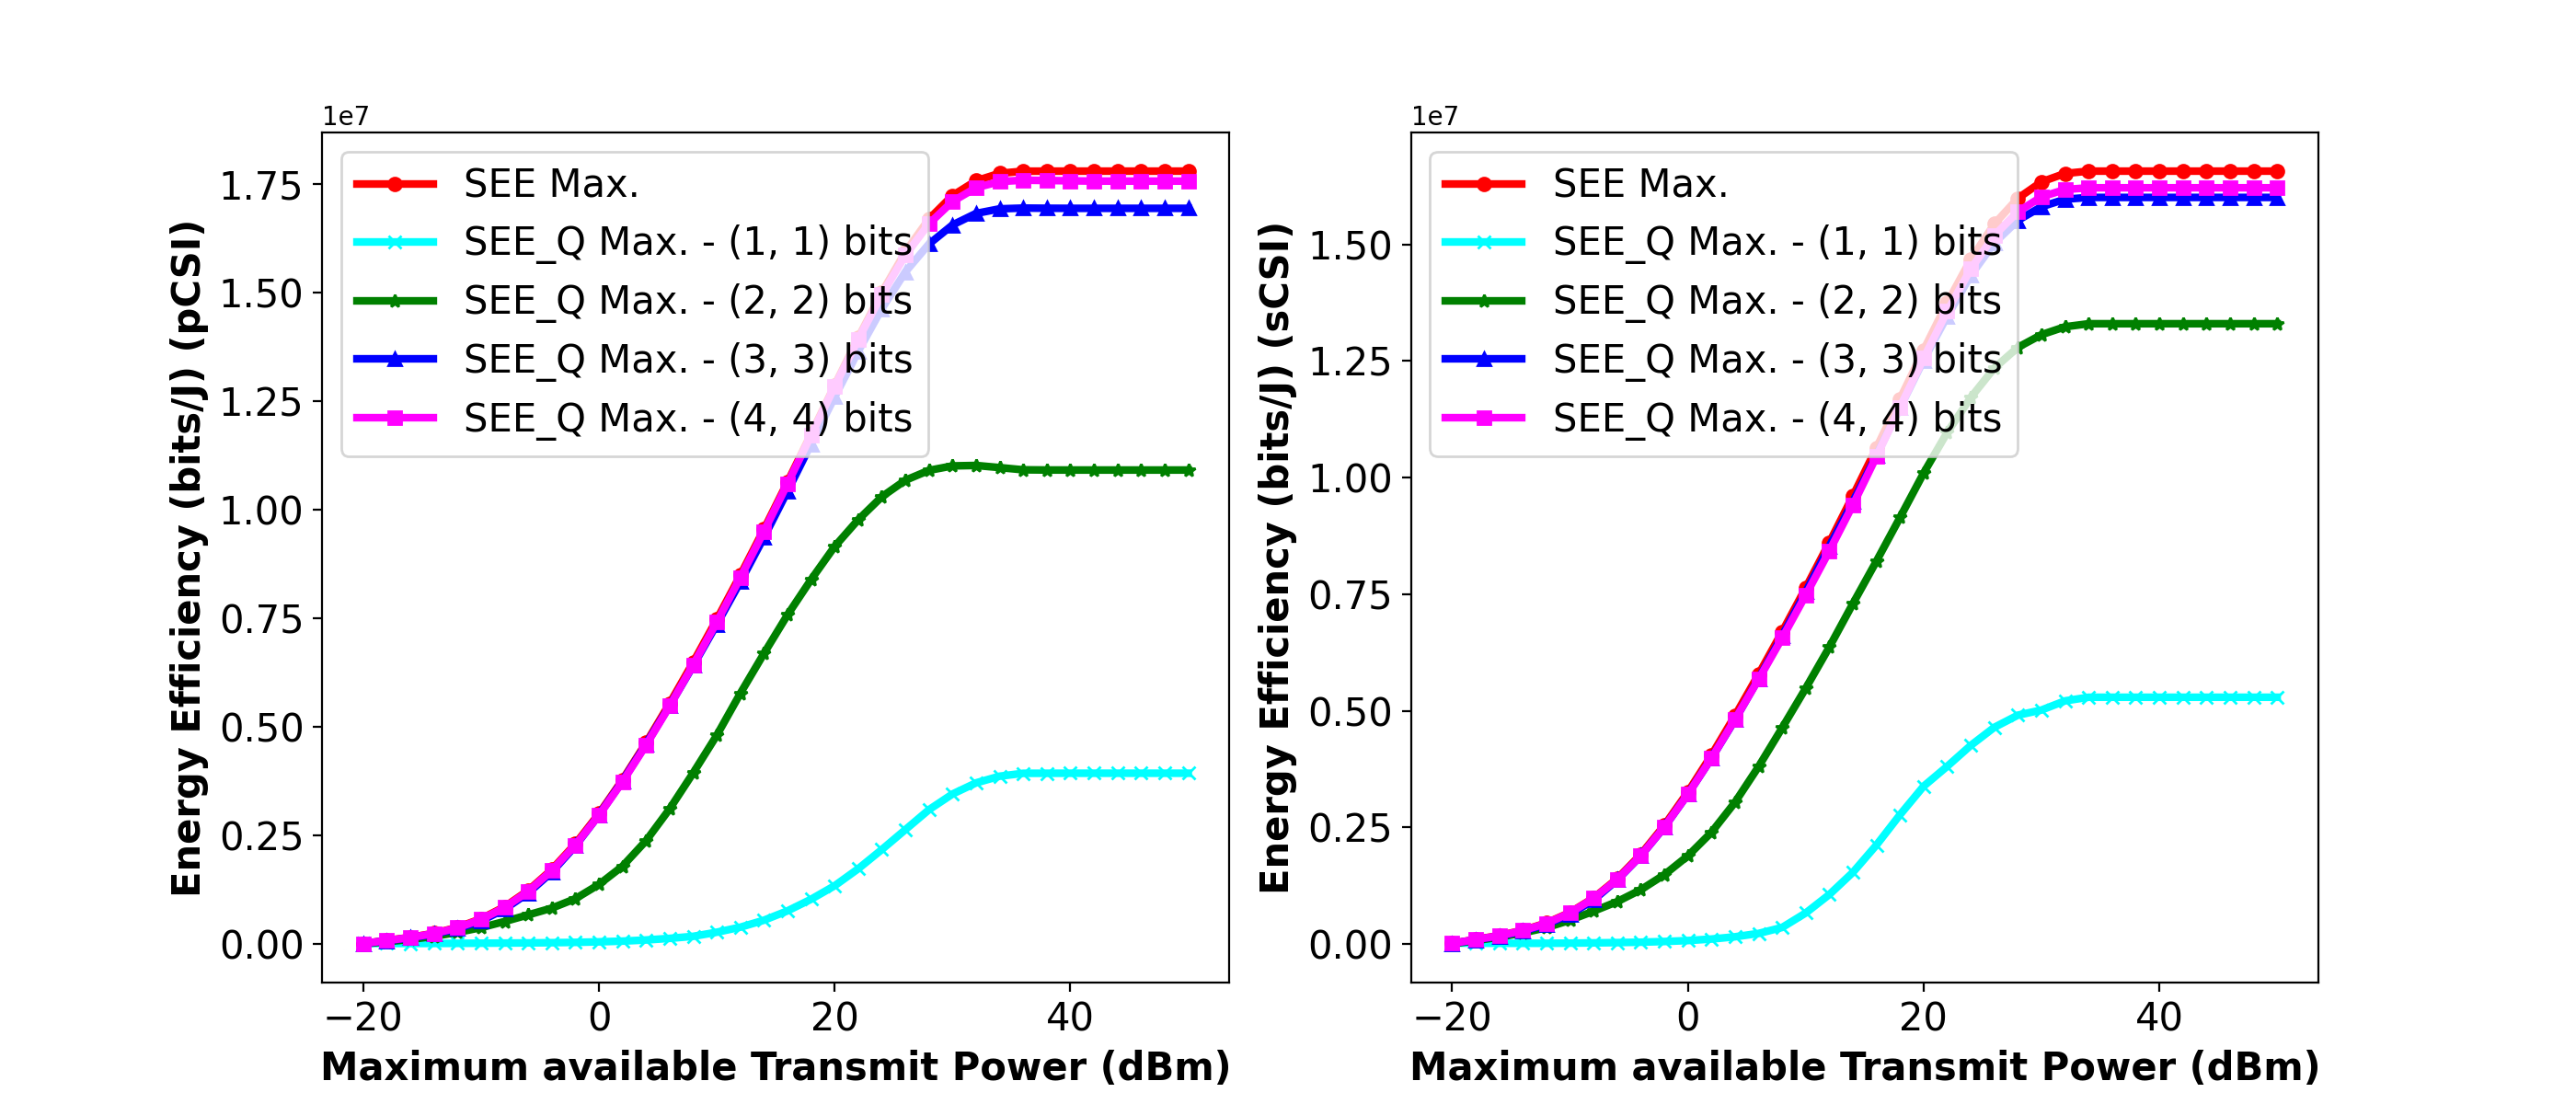 1e7
Energy Efficiency (bits/J) (pCSI)
1.75
1.50
1.25
1.00
0.75
0.50
0.25
0.00
SEE Max.
SEE_Q Max. - (1, 1) bits
SEE_Q Max. - (2, 2) bits
SEE_Q Max. - (3, 3) bits
SEE_Q Max. - (4, 4) bits
−20 0 20 40
Maximum available Transmit Power (dBm)
1e7
Energy Efficiency (bits/J) (sCSI)
1.50
1.25
1.00
0.75
0.50
0.25
0.00
SEE Max.
SEE_Q Max. - (1, 1) bits
SEE_Q Max. - (2, 2) bits
SEE_Q Max. - (3, 3) bits
SEE_Q Max. - (4, 4) bits
−20 0 20 40
Maximum available Transmit Power (dBm)